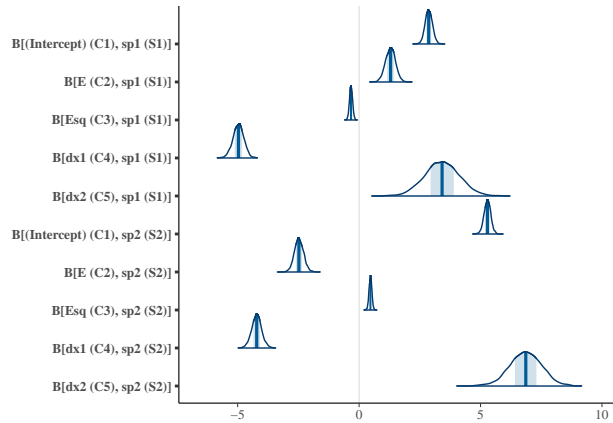 B[(Intercept) (C1), sp1 (S1)]
B[E (C2), sp1 (S1)]
B[Esq (C3), sp1 (S1)]
B[dx1 (C4), sp1 (S1)]
B[dx2 (C5), sp1 (S1)]
B[(Intercept) (C1), sp2 (S2)]
B[E (C2), sp2 (S2)]
B[Esq (C3), sp2 (S2)]
B[dx1 (C4), sp2 (S2)]
B[dx2 (C5), sp2 (S2)]
−5 0 5 10